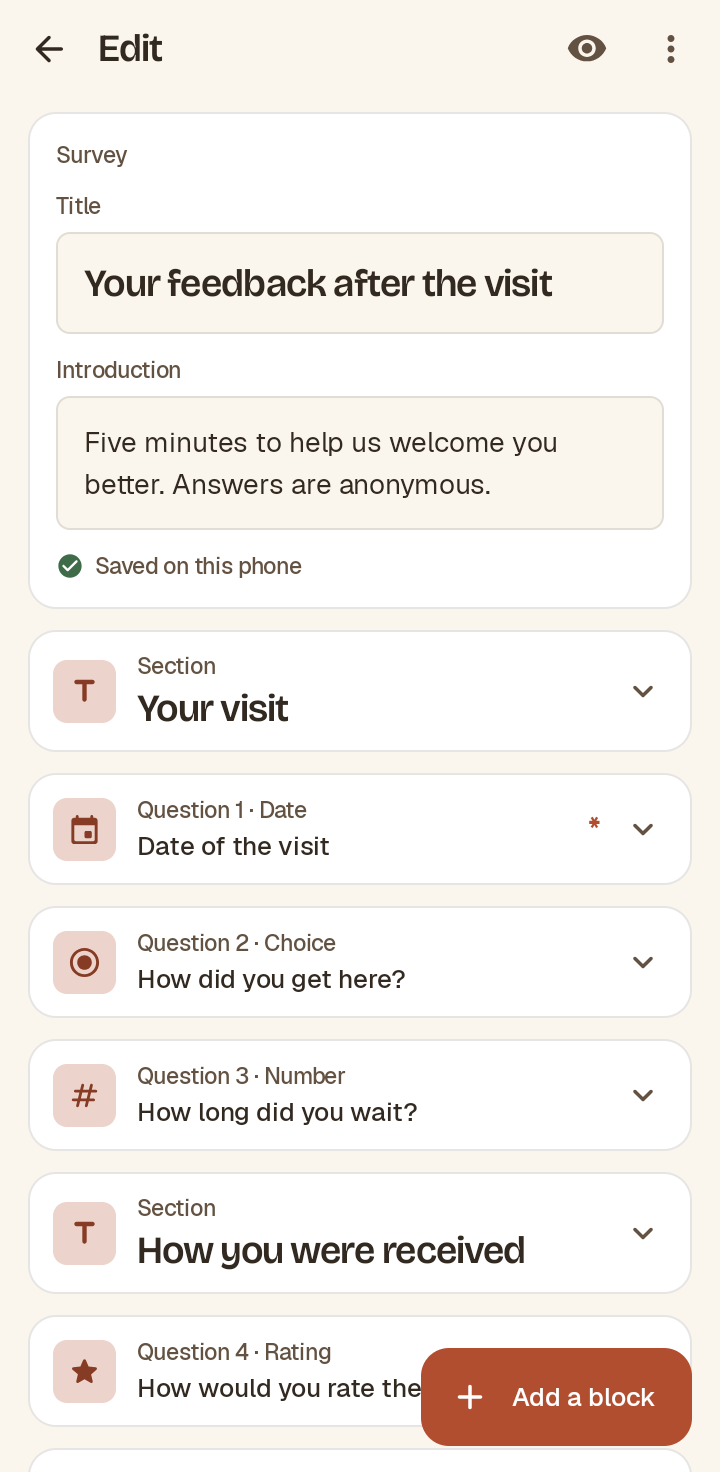 Edit
Survey
Title
Your feedback after the visit
Introduction
Five minutes to help us welcome you
better. Answers are anonymous.
Saved on this phone
Section
Your visit
Question 1 · Date
Date of the visit
*
Question 2 · Choice
How did you get here?
Question 3 · Number
How long did you wait?
Section
How you were received
Question 4 · Rating
How would you rate the
Add a block